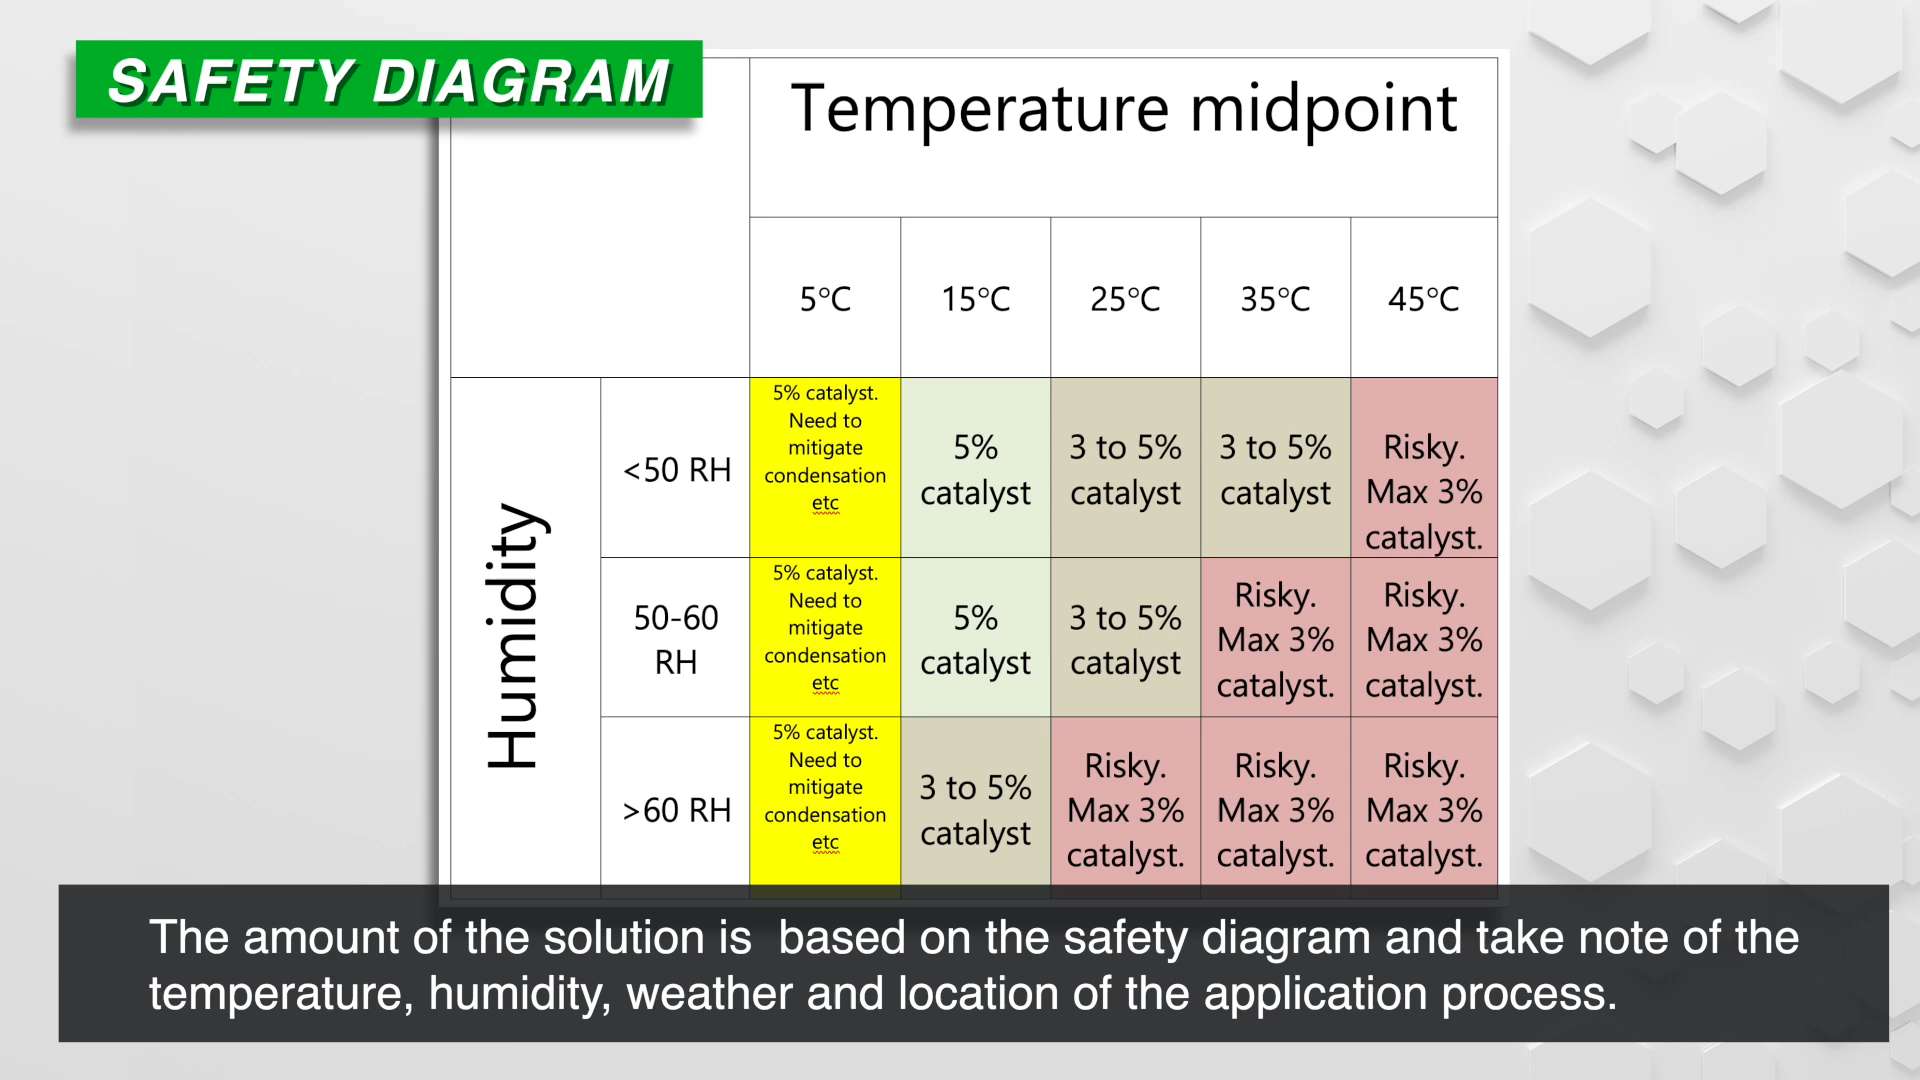 SAFETY DIAGRAM
Temperature midpoint
5°C 15°C 25°C 35°C 45°C
Humidity
<50 RH
5% catalyst.
Need to
mitigate
condensation
etc
5%
catalyst
3 to 5%
catalyst
3 to 5%
catalyst
Risky.
Max 3%
catalyst.
50-60
RH
5% catalyst.
Need to
mitigate
condensation
etc
5%
catalyst
3 to 5%
catalyst
Risky.
Max 3%
catalyst.
Risky.
Max 3%
catalyst.
>60 RH
5% catalyst.
Need to
mitigate
condensation
etc
3 to 5%
catalyst
Risky.
Max 3%
catalyst.
Risky.
Max 3%
catalyst.
Risky.
Max 3%
catalyst.
The amount of the solution is  based on the safety diagram and take note of the
temperature, humidity, weather and location of the application process.